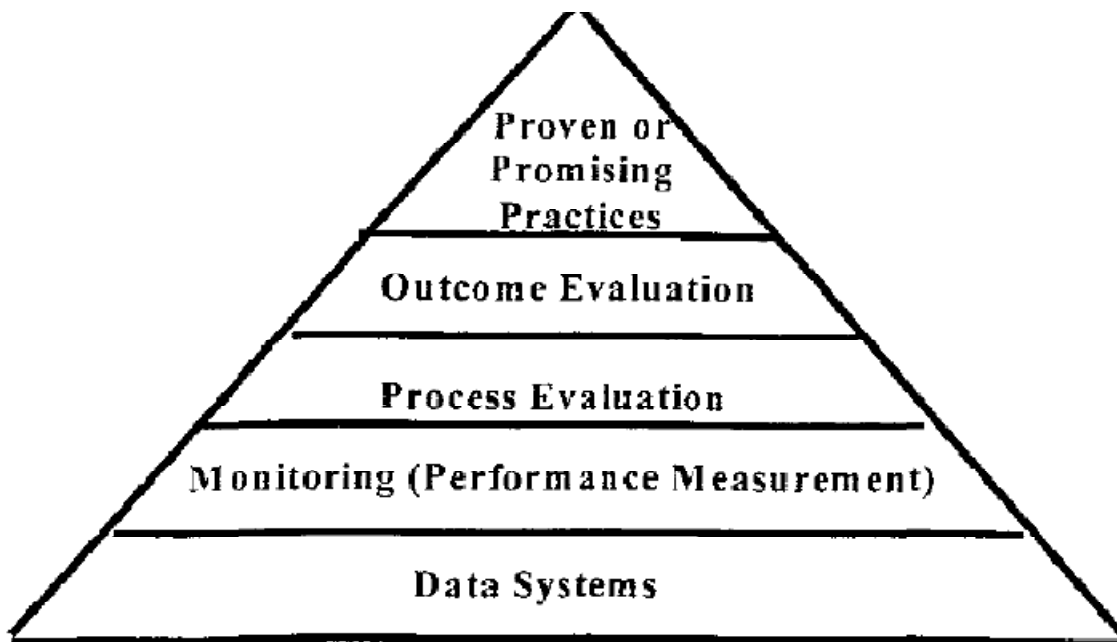 Proven or
Promising
Practices
Outcome Evaluation
Process Evaluation
Monitoring (Performance Measurement)
Data Systems